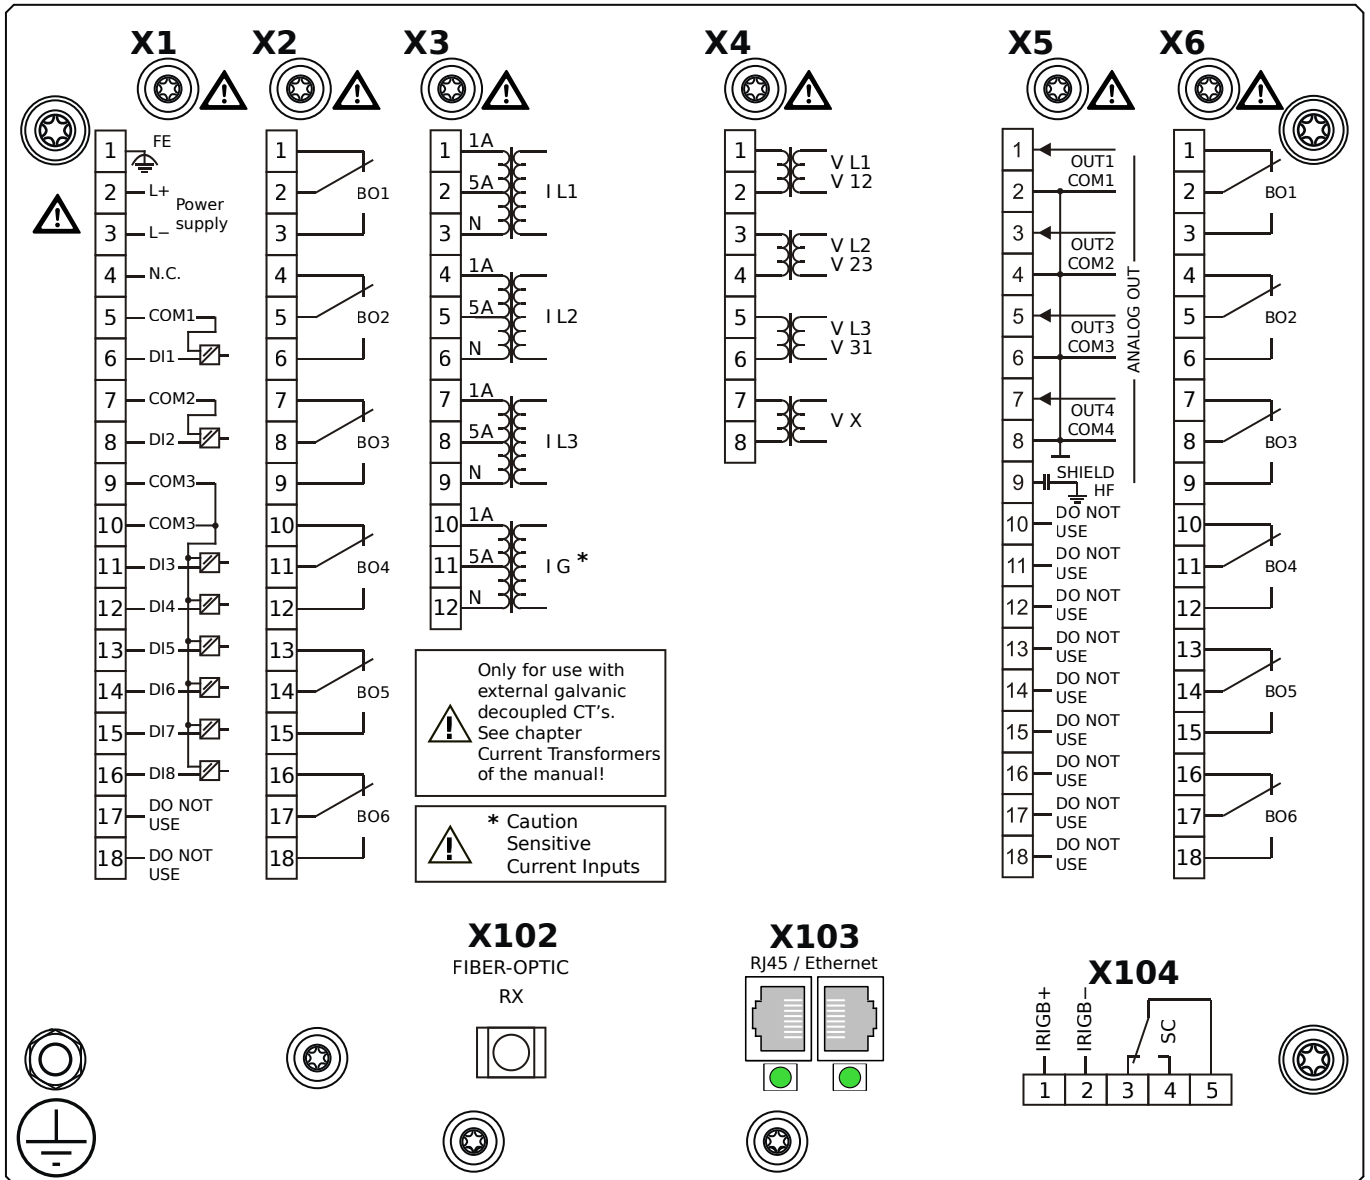 X1
X2
X3
X4
X5
X6
1 FE
2 L+
Power
supply
3 L−
4 N.C.
5 COM1
6 DI1
7 COM2
8 DI2
9 COM3
10 COM3
11 DI3
12 DI4
13 DI5
14 DI6
15 DI7
16 DI8
17 DO NOT
USE
18 DO NOT
USE
1
2 BO1
3
4
5 BO2
6
7
8 BO3
9
10
11 BO4
12
13
14 BO5
15
16
17 BO6
18
1 1A
2 5A I L1
3 N
4 1A
5 5A I L2
6 N
7 1A
8 5A I L3
9 N
10 1A
11 5A I G *
12 N
Only for use with
external galvanic
decoupled CT's.
See chapter
Current Transformers
of the manual!
* Caution
Sensitive
Current Inputs
1
V L1
2
V 12
3
V L2
4
V 23
5
V L3
6
V 31
7
V X
8
1
OUT1
2
COM1
3
OUT2
4
COM2
5
OUT3
6
COM3
7
OUT4
8
COM4
ANALOG OUT
9 SHIELD
HF
10 DO NOT
USE
11 DO NOT
USE
12 DO NOT
USE
13 DO NOT
USE
14 DO NOT
USE
15 DO NOT
USE
16 DO NOT
USE
17 DO NOT
USE
18 DO NOT
USE
1
2 BO1
3
4
5 BO2
6
7
8 BO3
9
10
11 BO4
12
13
14 BO5
15
16
17 BO6
18
X102
FIBER-OPTIC
RX
X103
RJ45 / Ethernet
X104
IRIGB+
IRIGB−
SC
1 2 3 4 5